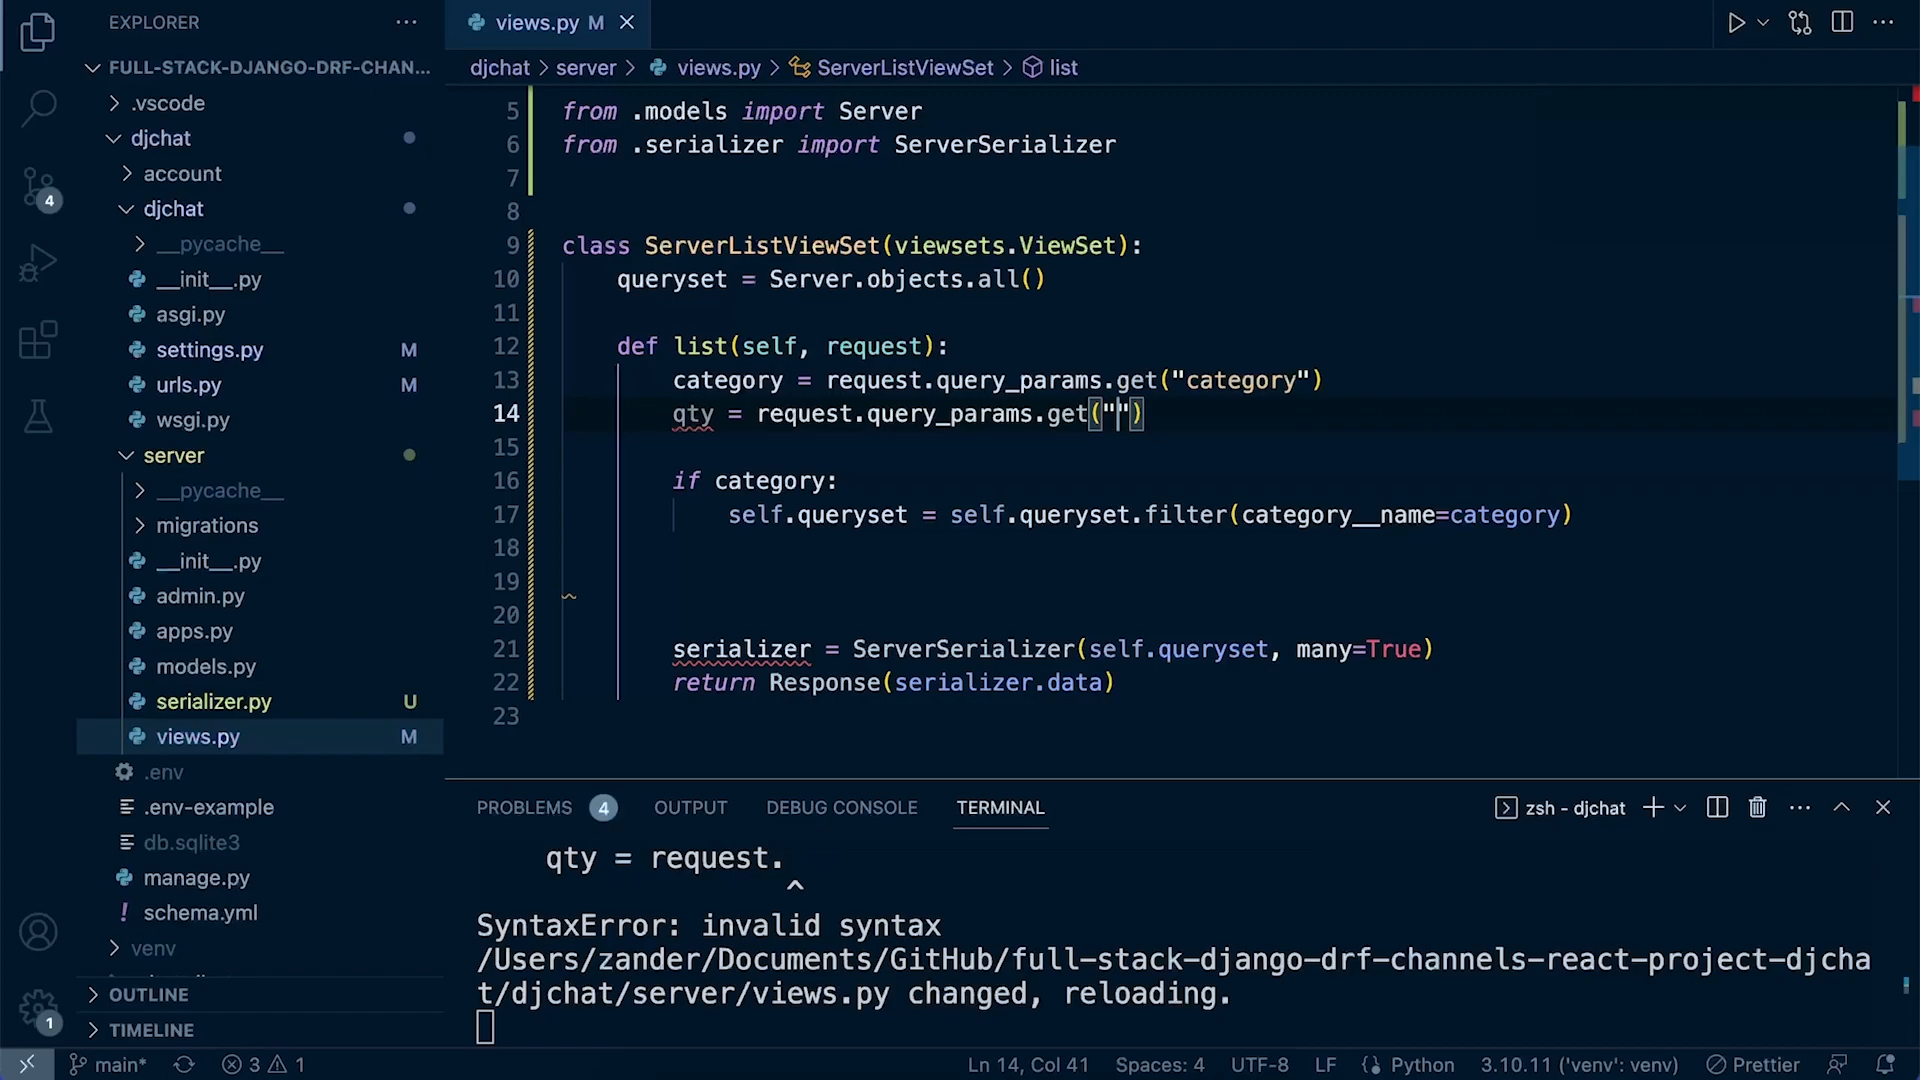 EXPLORER
FULL-STACK-DJANGO-DRF-CHAN...
.vscode
djchat
account
djchat
__pycache__
__init__.py
asgi.py
settings.py M
urls.py M
wsgi.py
server
__pycache__
migrations
__init__.py
admin.py
apps.py
models.py
serializer.py U
views.py M
.env
.env-example
db.sqlite3
manage.py
schema.yml
venv
OUTLINE
TIMELINE
4
1
views.py M
djchat > server > views.py > ServerListViewSet > list
5 from .models import Server
6 from .serializer import ServerSerializer
7
8
9 class ServerListViewSet(viewsets.ViewSet):
10 queryset = Server.objects.all()
11
12 def list(self, request):
13 category = request.query_params.get("category")
14 qty = request.query_params.get("")
15
16 if category:
17 self.queryset = self.queryset.filter(category__name=category)
18
19
20
21 serializer = ServerSerializer(self.queryset, many=True)
22 return Response(serializer.data)
23
PROBLEMS 4 OUTPUT DEBUG CONSOLE TERMINAL zsh - djchat
qty = request.
^
SyntaxError: invalid syntax
/Users/zander/Documents/GitHub/full-stack-django-drf-channels-react-project-djcha
t/djchat/server/views.py changed, reloading.
main* 3 1 Ln 14, Col 41 Spaces: 4 UTF-8 LF Python 3.10.11 ('venv': venv) Prettier